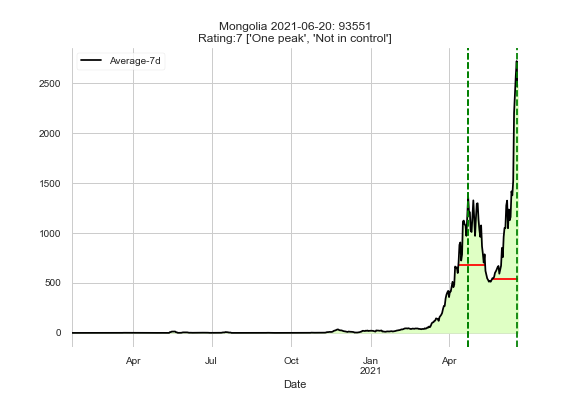 Mongolia 2021-06-20: 93551
Rating:7 ['One peak', 'Not in control']
Average-7d
2500
2000
1500
1000
500
0
Apr
Jul
Oct
Jan
2021
Apr
Date